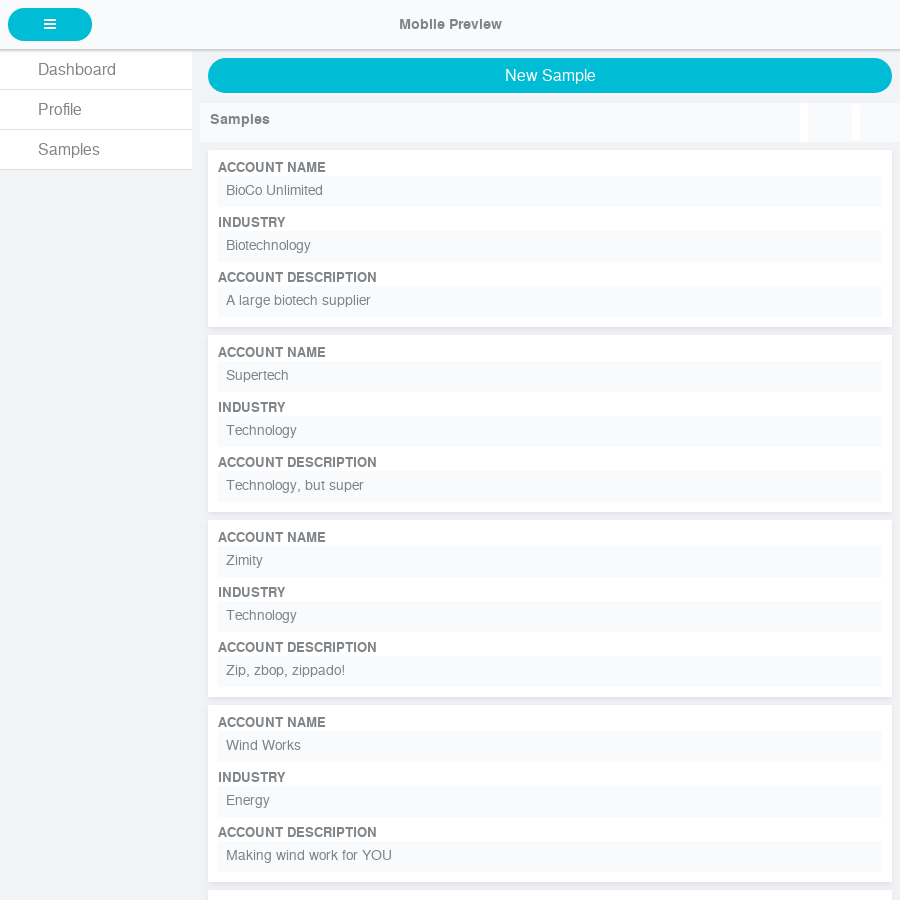 Mobile Preview
Dashboard
Profile
Samples
New Sample
Samples
ACCOUNT NAME
BioCo Unlimited
INDUSTRY
Biotechnology
ACCOUNT DESCRIPTION
A large biotech supplier
ACCOUNT NAME
Supertech
INDUSTRY
Technology
ACCOUNT DESCRIPTION
Technology, but super
ACCOUNT NAME
Zimity
INDUSTRY
Technology
ACCOUNT DESCRIPTION
Zip, zbop, zippado!
ACCOUNT NAME
Wind Works
INDUSTRY
Energy
ACCOUNT DESCRIPTION
Making wind work for YOU